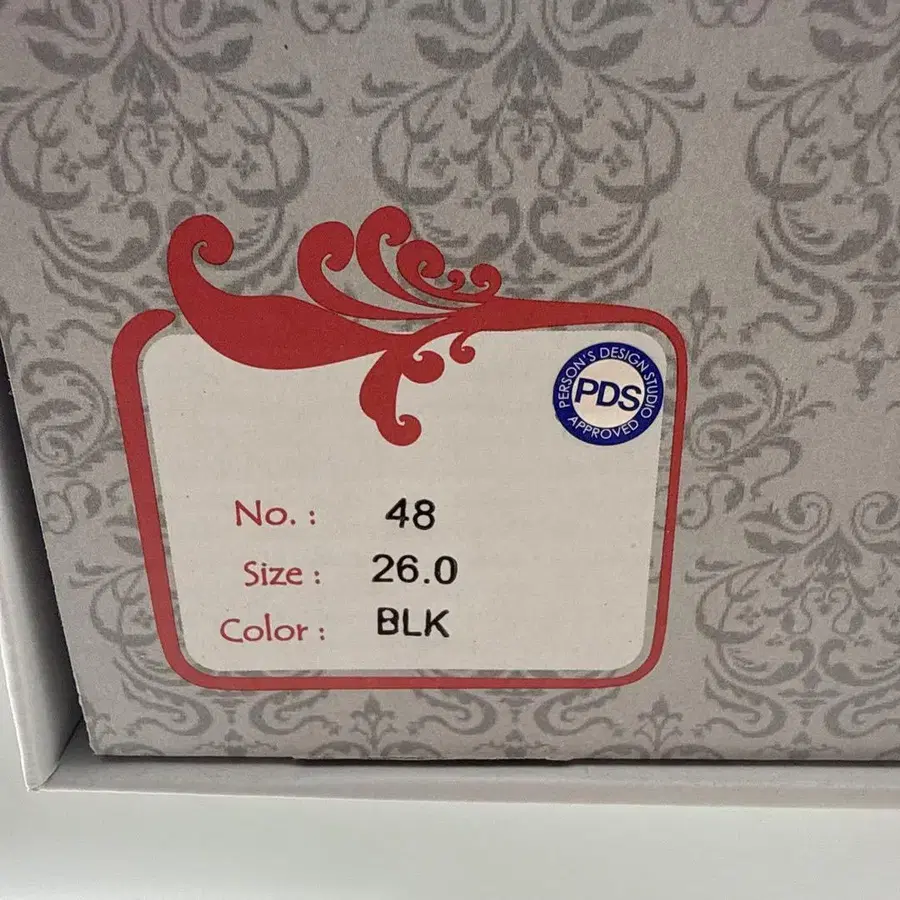 PERSON'S DESIGN STUDIO
PDS
APPROVED
No. : 48
Size : 26.0
Color : BLK